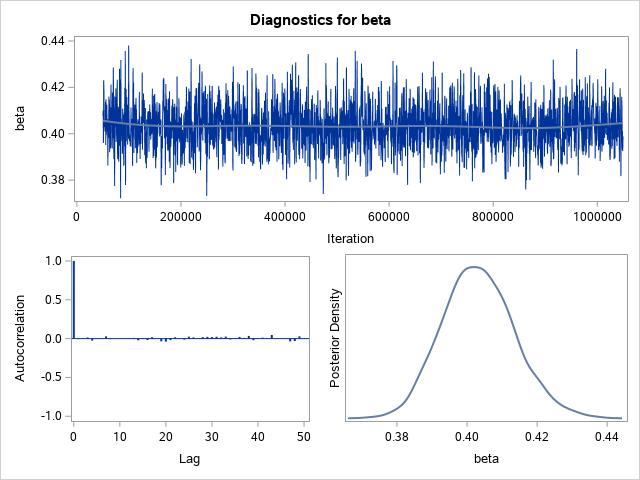 Diagnostics for beta
0.44
0.42
0.40
0.38
beta
0 200000 400000 600000 800000 1000000
Iteration
1.0
0.5
0.0
-0.5
-1.0
Autocorrelation
0 10 20 30 40 50
Lag
Posterior Density
0.38 0.40 0.42 0.44
beta